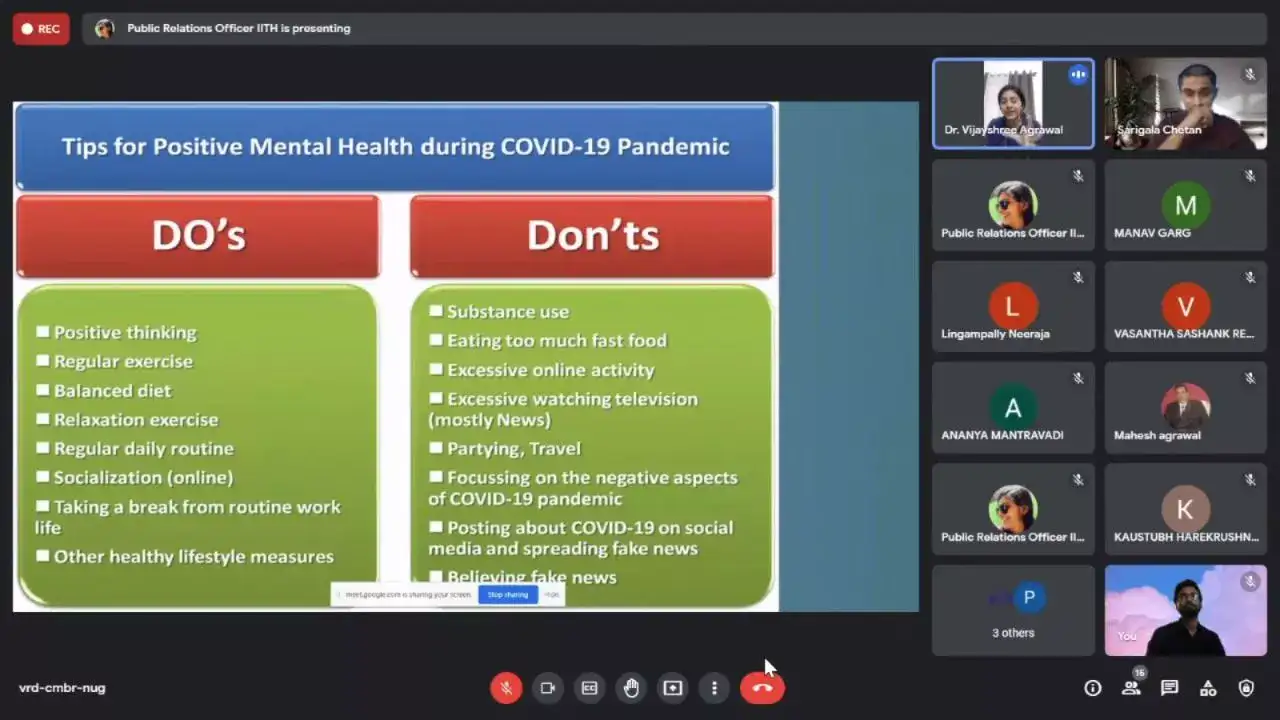 REC
Public Relations Officer IITH is presenting
Tips for Positive Mental Health during COVID-19 Pandemic
DO's
Positive thinking
Regular exercise
Balanced diet
Relaxation exercise
Regular daily routine
Socialization (online)
Taking a break from routine work
life
Other healthy lifestyle measures
Don'ts
Substance use
Eating too much fast food
Excessive online activity
Excessive watching television
(mostly News)
Partying, Travel
Focussing on the negative aspects
of COVID-19 pandemic
Posting about COVID-19 on social
media and spreading fake news
Believing fake news
meet.google.com is sharing your screen.
Stop sharing
Hide
Dr. Vijayshree Agrawal
Sarigala Chetan
Public Relations Officer II...
M
MANAV GARG
L
Lingampally Neeraja
V
VASANTHA SASHANK RE...
A
ANANYA MANTRAVADI
Mahesh agrawal
Public Relations Officer II...
K
KAUSTUBH HAREKRUSHN...
P
3 others
You
vrd-cmbr-nug
CC
15